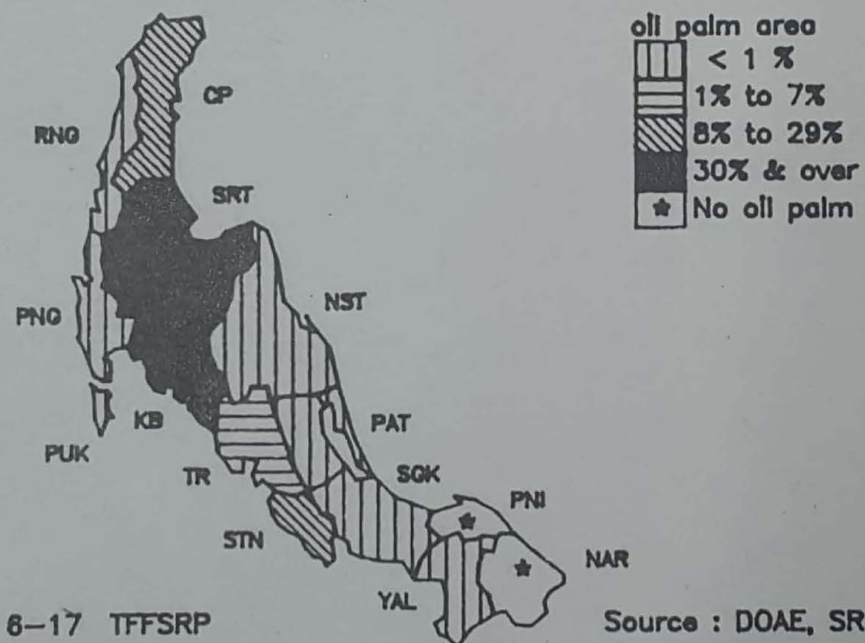 oil palm area
< 1 %
1% to 7%
8% to 29%
30% & over
No oil palm
CP
RNG
SRT
PNG
NST
KB
PUK
PAT
TR
SGK
PNI
STN
NAR
YAL
6-17 TFFSRP
Source : DOAE, SR